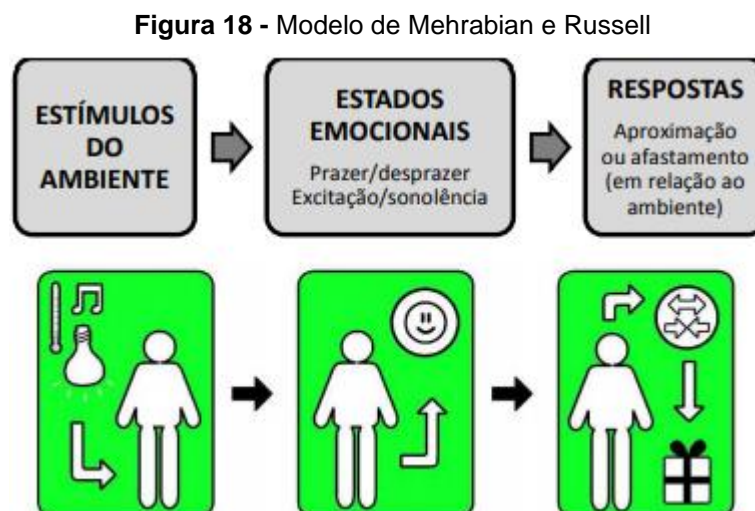 Figura 18 - Modelo de Mehrabian e Russell
ESTÍMULOS
DO
AMBIENTE
ESTADOS
EMOCIONAIS
Prazer/desprazer
Excitação/sonolência
RESPOSTAS
Aproximação
ou afastamento
(em relação ao
ambiente)